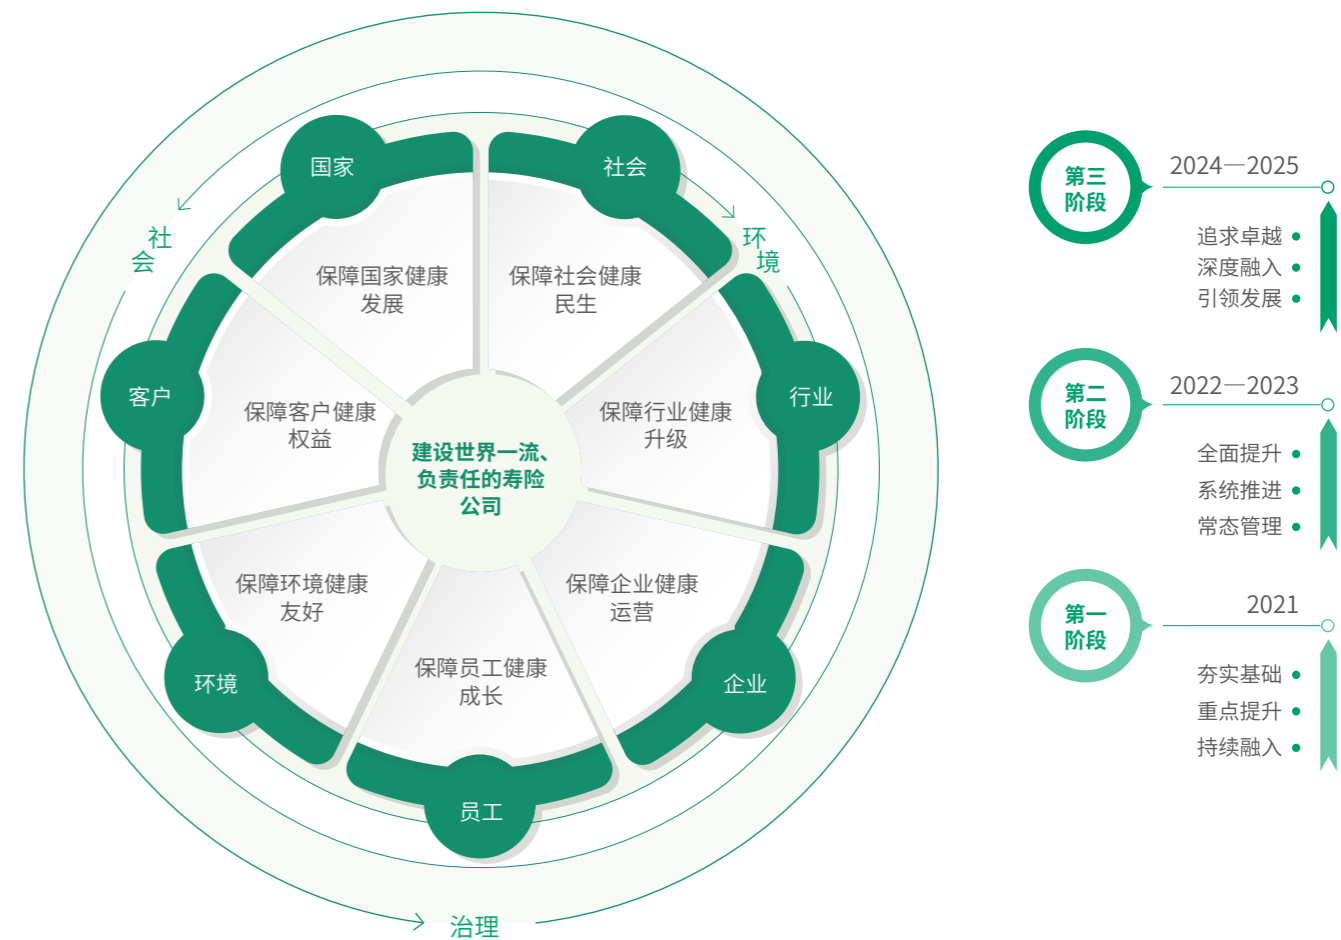 国家
社会
行业
企业
员工
环境
客户
保障国家健康
发展
保障社会健康
民生
保障行业健康
升级
保障企业健康
运营
保障员工健康
成长
保障环境健康
友好
保障客户健康
权益
建设世界一流、
负责任的寿险
公司
社会
环境
治理
第三
阶段
2024—2025
追求卓越
深度融入
引领发展
第二
阶段
2022—2023
全面提升
系统推进
常态管理
第一
阶段
2021
夯实基础
重点提升
持续融入